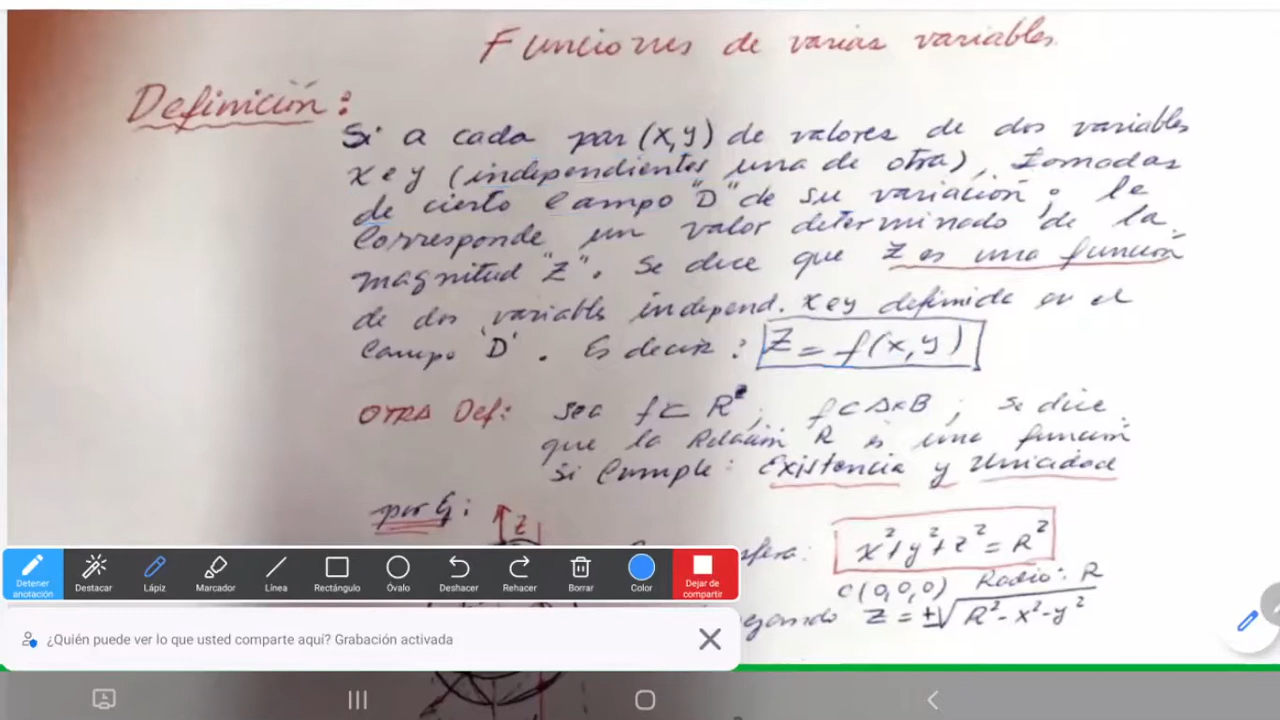 Funciones de varias variables.
Definición:
Si a cada par (x,y) de valores de dos variables
x e y (independientes una de otra), tomadas
de cierto Campo "D" de su variación; le
Corresponde un valor determinado de la
magnitud "Z". Se dice que Z es una función
de dos variables independ. x e y definida en el
Campo 'D'. Es decir: Z = f(x,y)
OTRA Def: Sea f ⊂ R²; f ⊂ AxB; se dice
que la Relación R es una función
si Cumple: Existencia y Unicidad
por Ej:
Z
sfera: x²+y²+z² = R²
C(0,0,0) Radio: R
Z = ±√R²-x²-y²
Detener anotación
Destacar
Lápiz
Marcador
Línea
Rectángulo
Óvalo
Deshacer
Rehacer
Borrar
Color
Dejar de compartir
¿Quién puede ver lo que usted comparte aquí? Grabación activada